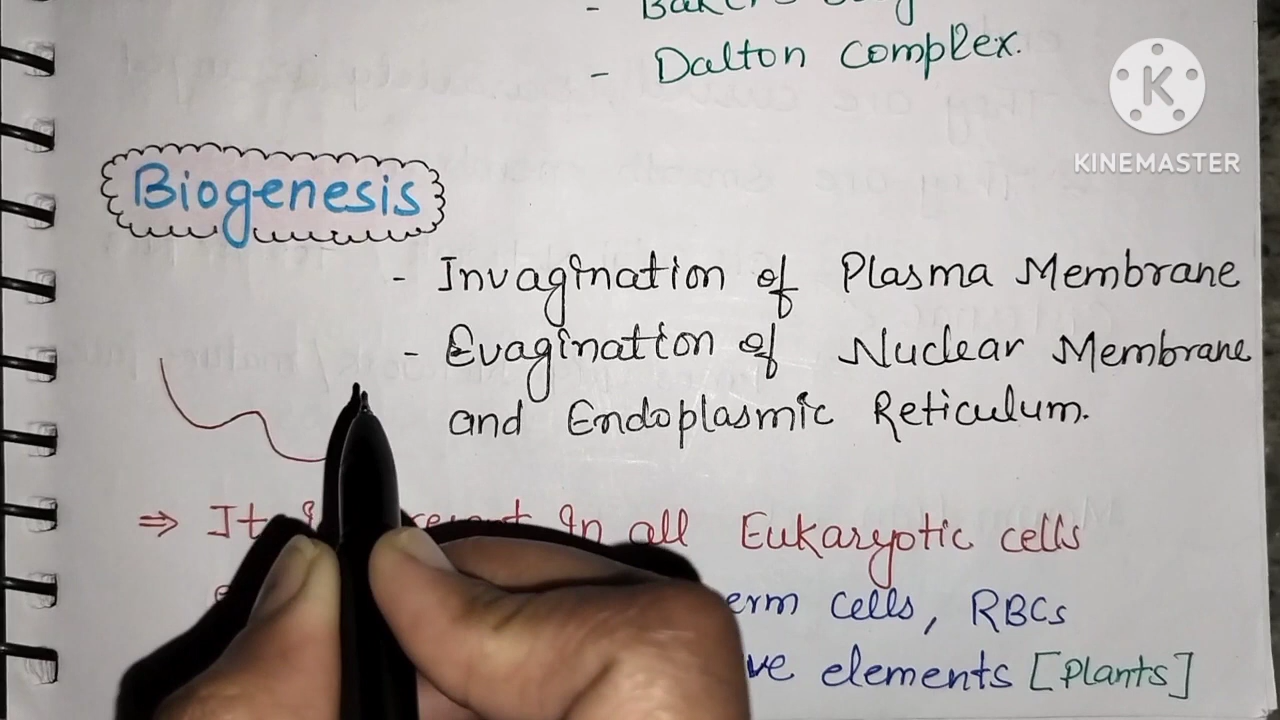 - Dalton Complex.
K
KINEMASTER
Biogenesis
- Invagination of Plasma Membrane
- Evagination of Nuclear Membrane
and Endoplasmic Reticulum.
⇒ It in all Eukaryotic cells
cells, RBCs
elements [Plants]